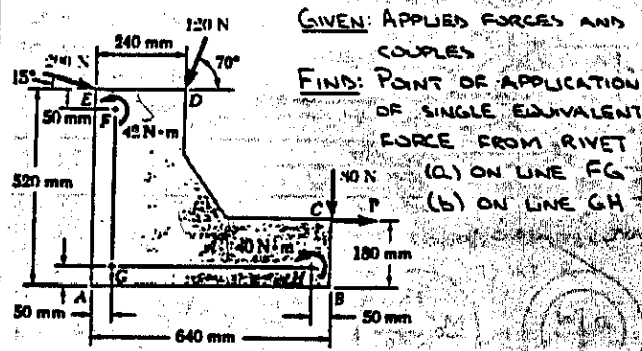 GIVEN: APPLIED FORCES AND
COUPLES
FIND: POINT OF APPLICATION
OF SINGLE EQUIVALENT
FORCE FROM RIVET
(a) ON LINE FG
(b) ON LINE GH
120 N
240 mm
200 N
70°
15°
E
D
50 mm
F
42 N·m
520 mm
80 N
C
P
40 N·m
180 mm
G
H
A
B
50 mm
50 mm
640 mm